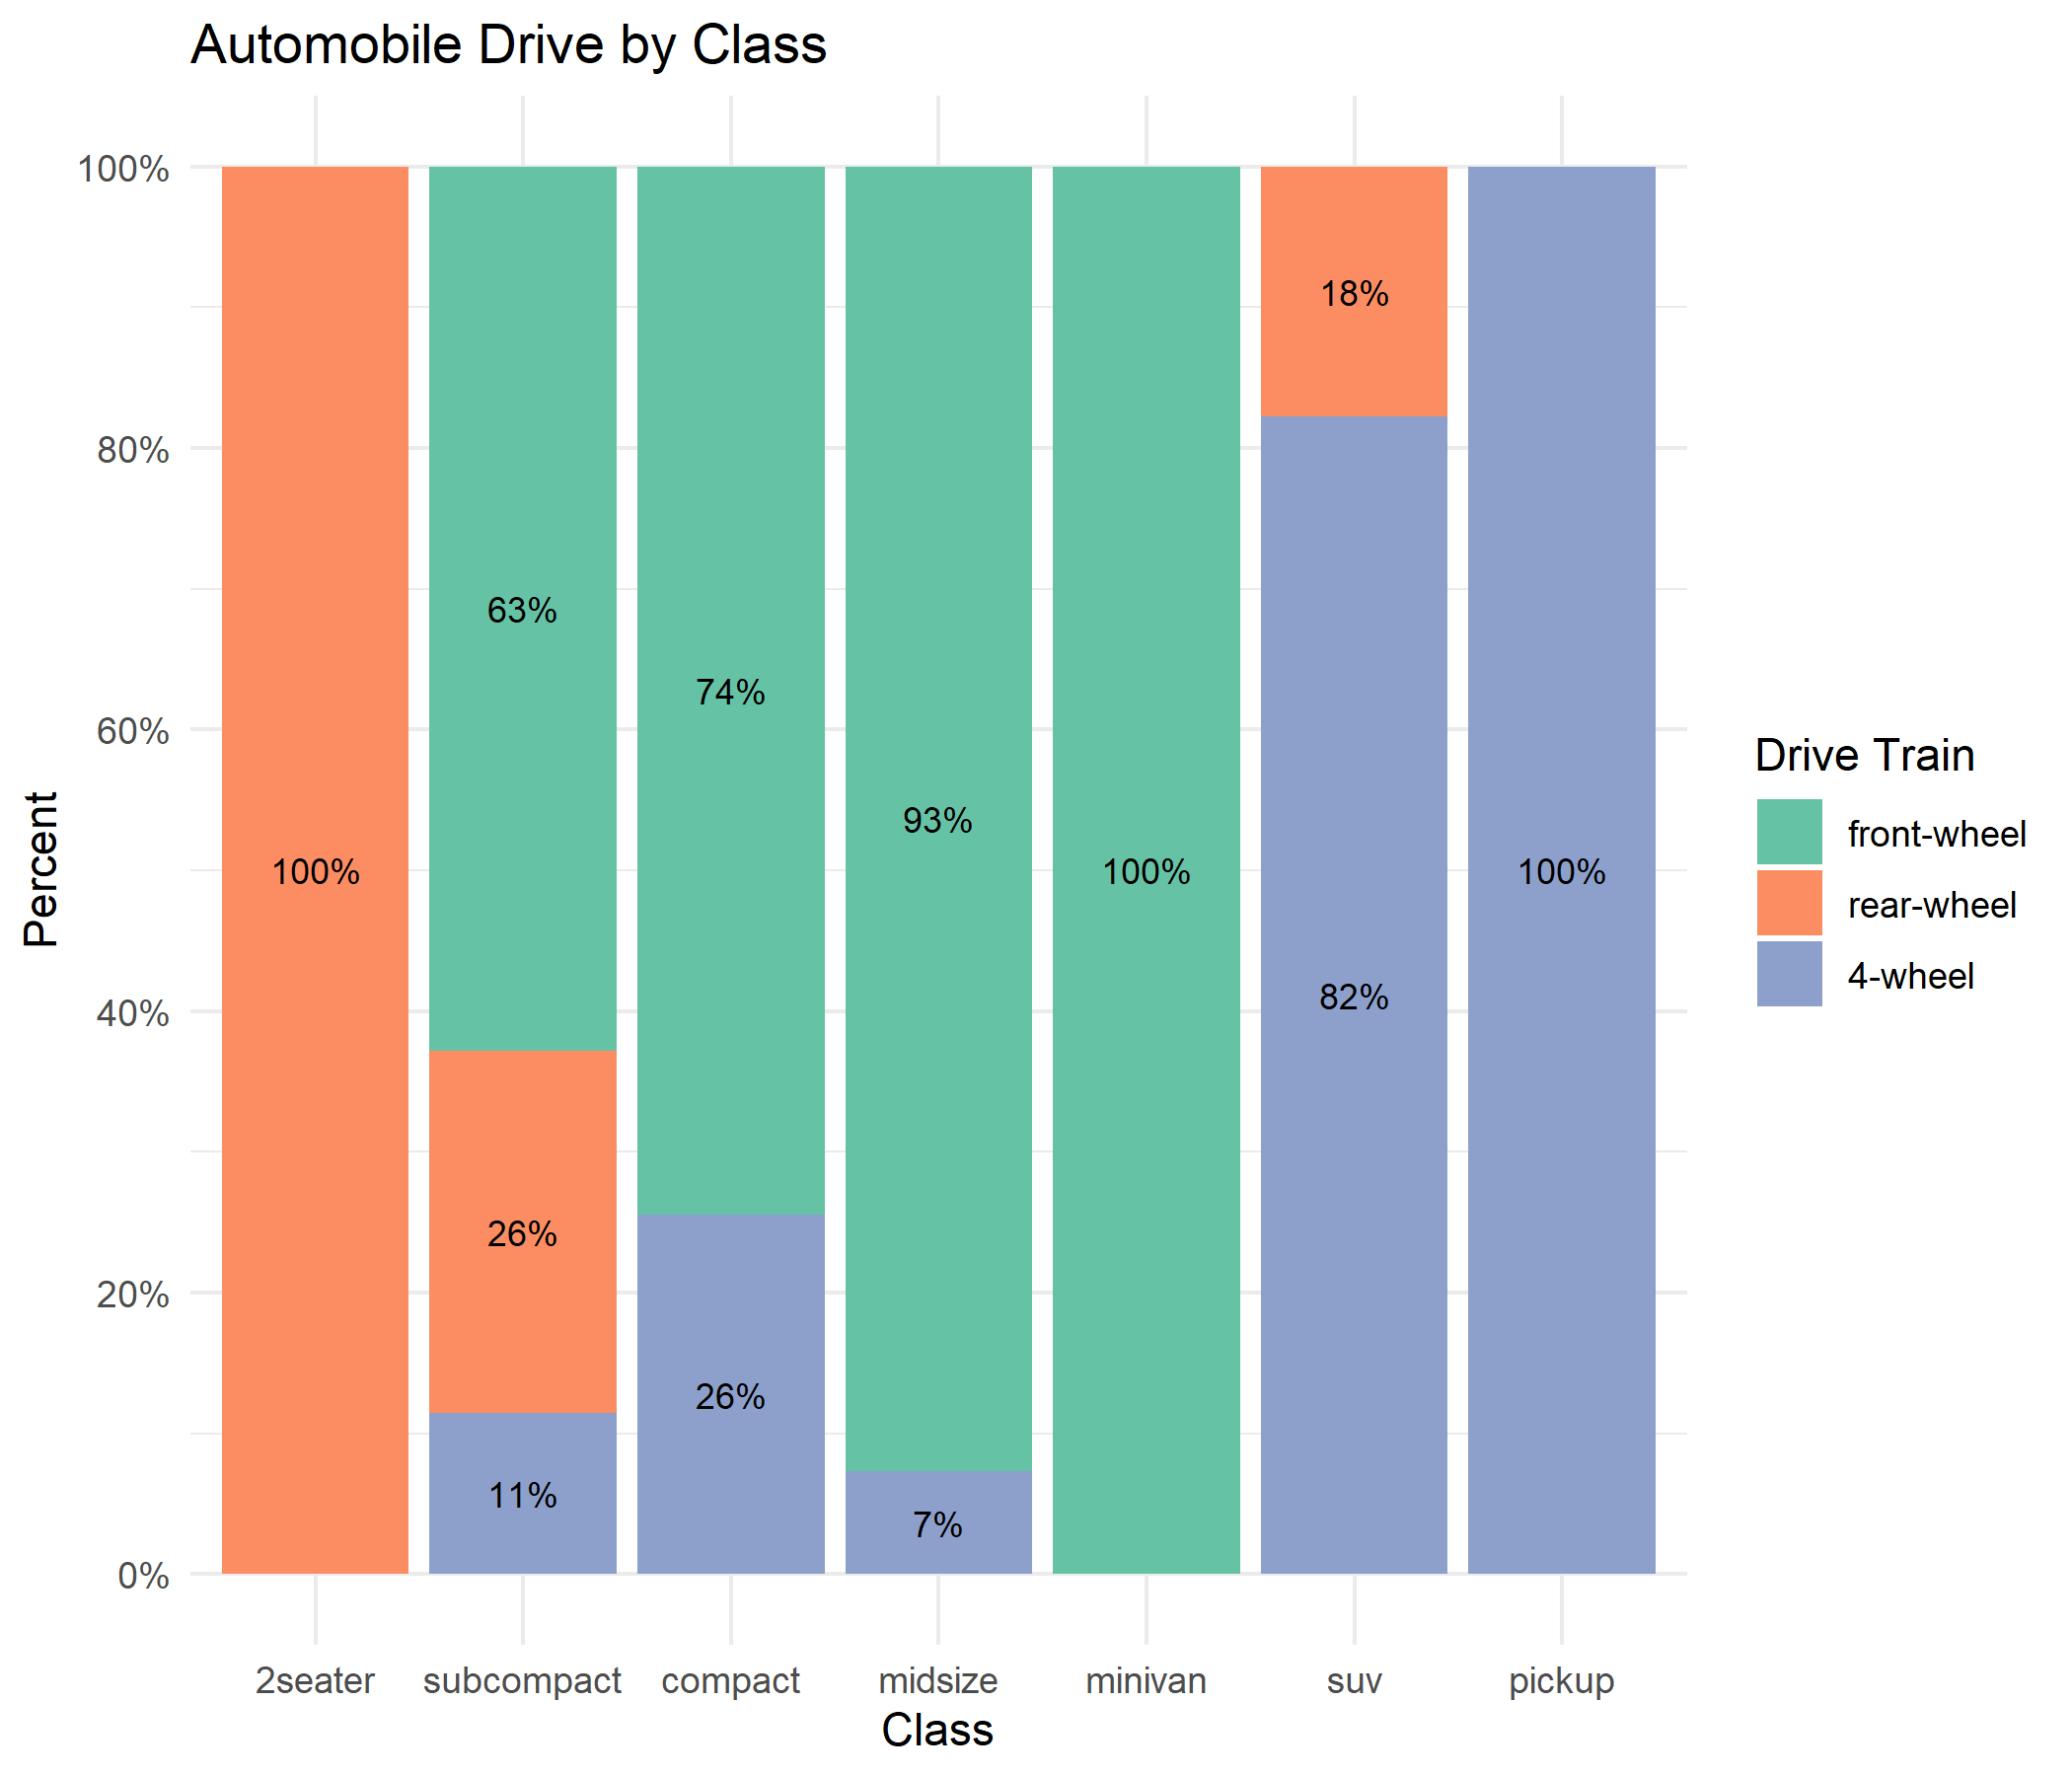 Automobile Drive by Class
100%
80%
60%
40%
20%
0%
Percent
100%
63%
26%
11%
74%
26%
93%
7%
100%
18%
82%
100%
2seater subcompact compact midsize minivan suv pickup
Class
Drive Train
front-wheel
rear-wheel
4-wheel